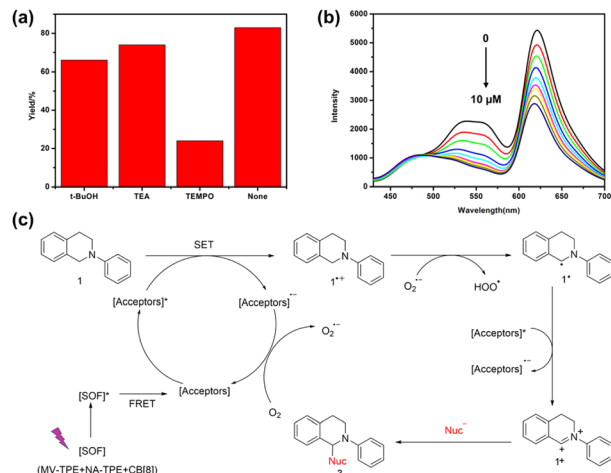 (a)
Yield/%
80
60
40
20
0
t-BuOH TEA TEMPO None
(b)
Intensity
6000
5000
4000
3000
2000
1000
0
0
10 μM
450 500 550 600 650 700
Wavelength(nm)
(c)
1
SET
1•+
O2•−
HOO•
1•
[Acceptors]*
[Acceptors]•−
O2•−
[Acceptors]*
[Acceptors]•−
[SOF]*
FRET
[Acceptors]
O2
N
Nuc
3
Nuc−
N
+
+
1+
[SOF]
(MV-TPE+NA-TPE+CB[8])